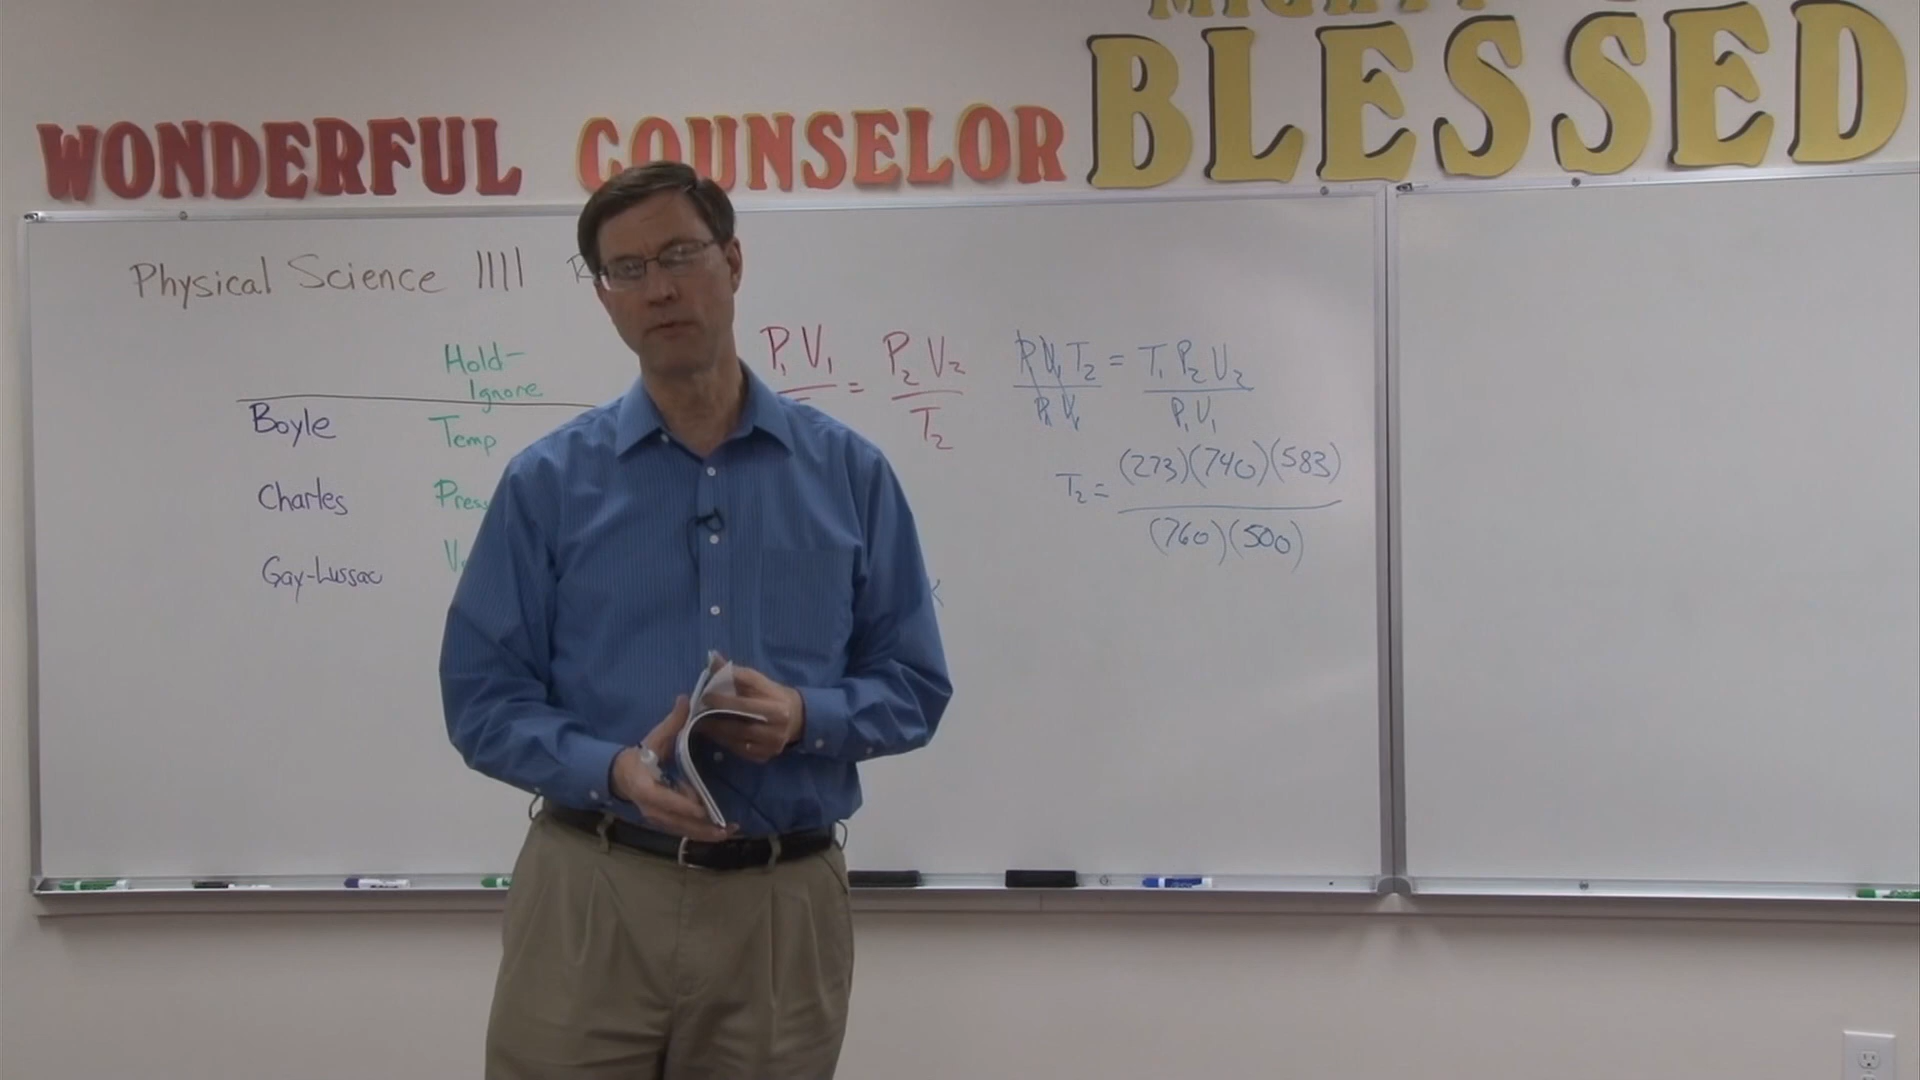 BLESSED
WONDERFUL COUNSELOR
Physical Science IIII
Hold-
Ignore
Boyle Temp
Charles
Gay-Lussac
P₁V₁ = P₂V₂
T₂
P₁V₁T₂ = T₁P₂V₂
P₁V₁ P₁V₁
T₂ = (273)(740)(583)
(760)(500)